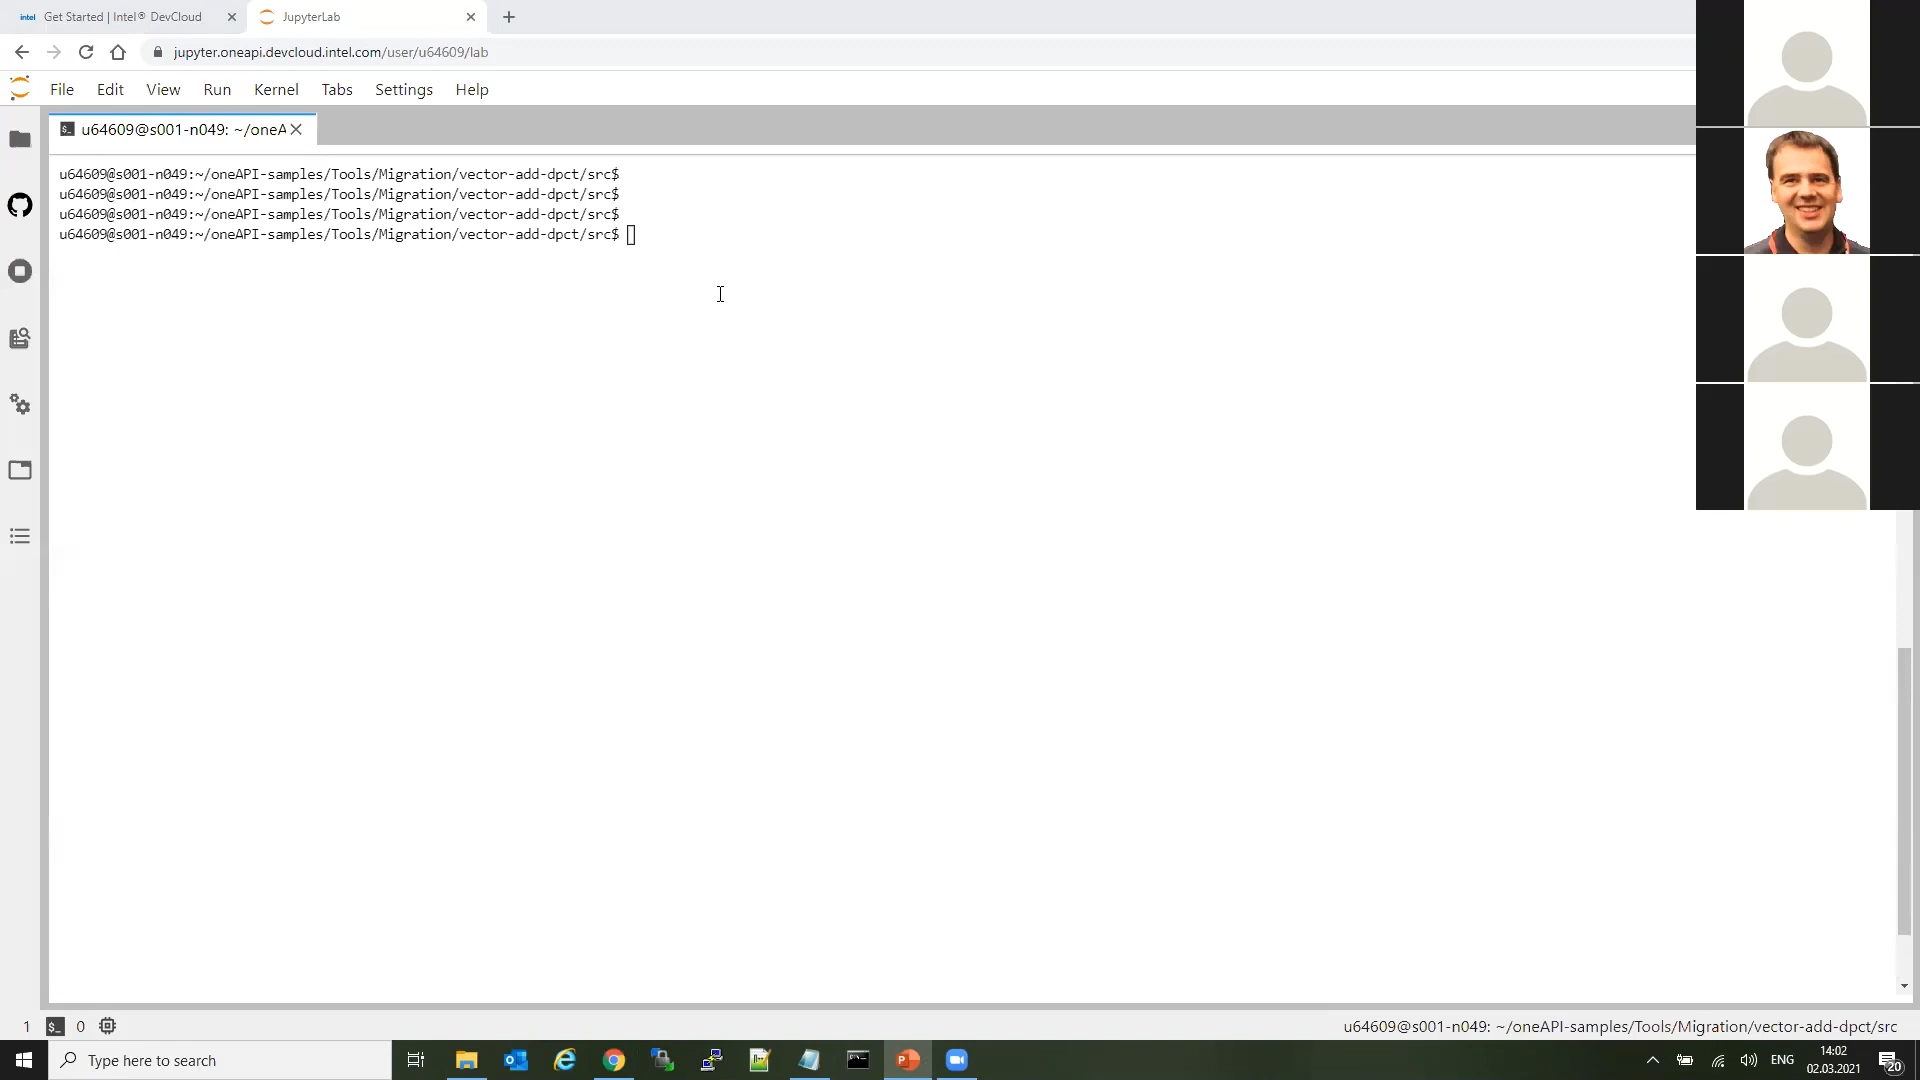 intel Get Started | Intel® DevCloud
JupyterLab
jupyter.oneapi.devcloud.intel.com/user/u64609/lab
File Edit View Run Kernel Tabs Settings Help
u64609@s001-n049: ~/oneA
u64609@s001-n049:~/oneAPI-samples/Tools/Migration/vector-add-dpct/src$
u64609@s001-n049:~/oneAPI-samples/Tools/Migration/vector-add-dpct/src$
u64609@s001-n049:~/oneAPI-samples/Tools/Migration/vector-add-dpct/src$
u64609@s001-n049:~/oneAPI-samples/Tools/Migration/vector-add-dpct/src$
1 $_ 0
u64609@s001-n049: ~/oneAPI-samples/Tools/Migration/vector-add-dpct/src
Type here to search
ENG
14:02
02.03.2021
20